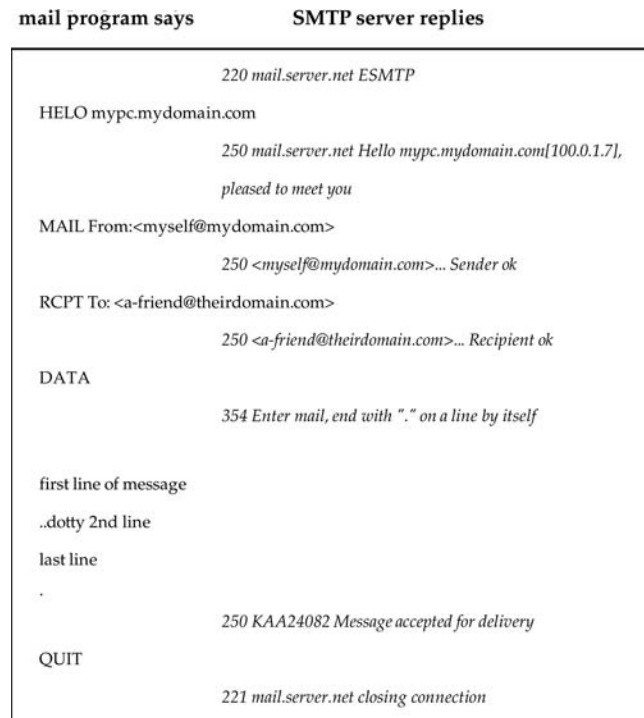 mail program says SMTP server replies
220 mail.server.net ESMTP
HELO mypc.mydomain.com
250 mail.server.net Hello mypc.mydomain.com[100.0.1.7],
pleased to meet you
MAIL From:<myself@mydomain.com>
250 <myself@mydomain.com>... Sender ok
RCPT To: <a-friend@theirdomain.com>
250 <a-friend@theirdomain.com>... Recipient ok
DATA
354 Enter mail, end with "." on a line by itself
first line of message
..dotty 2nd line
last line
.
250 KAA24082 Message accepted for delivery
QUIT
221 mail.server.net closing connection